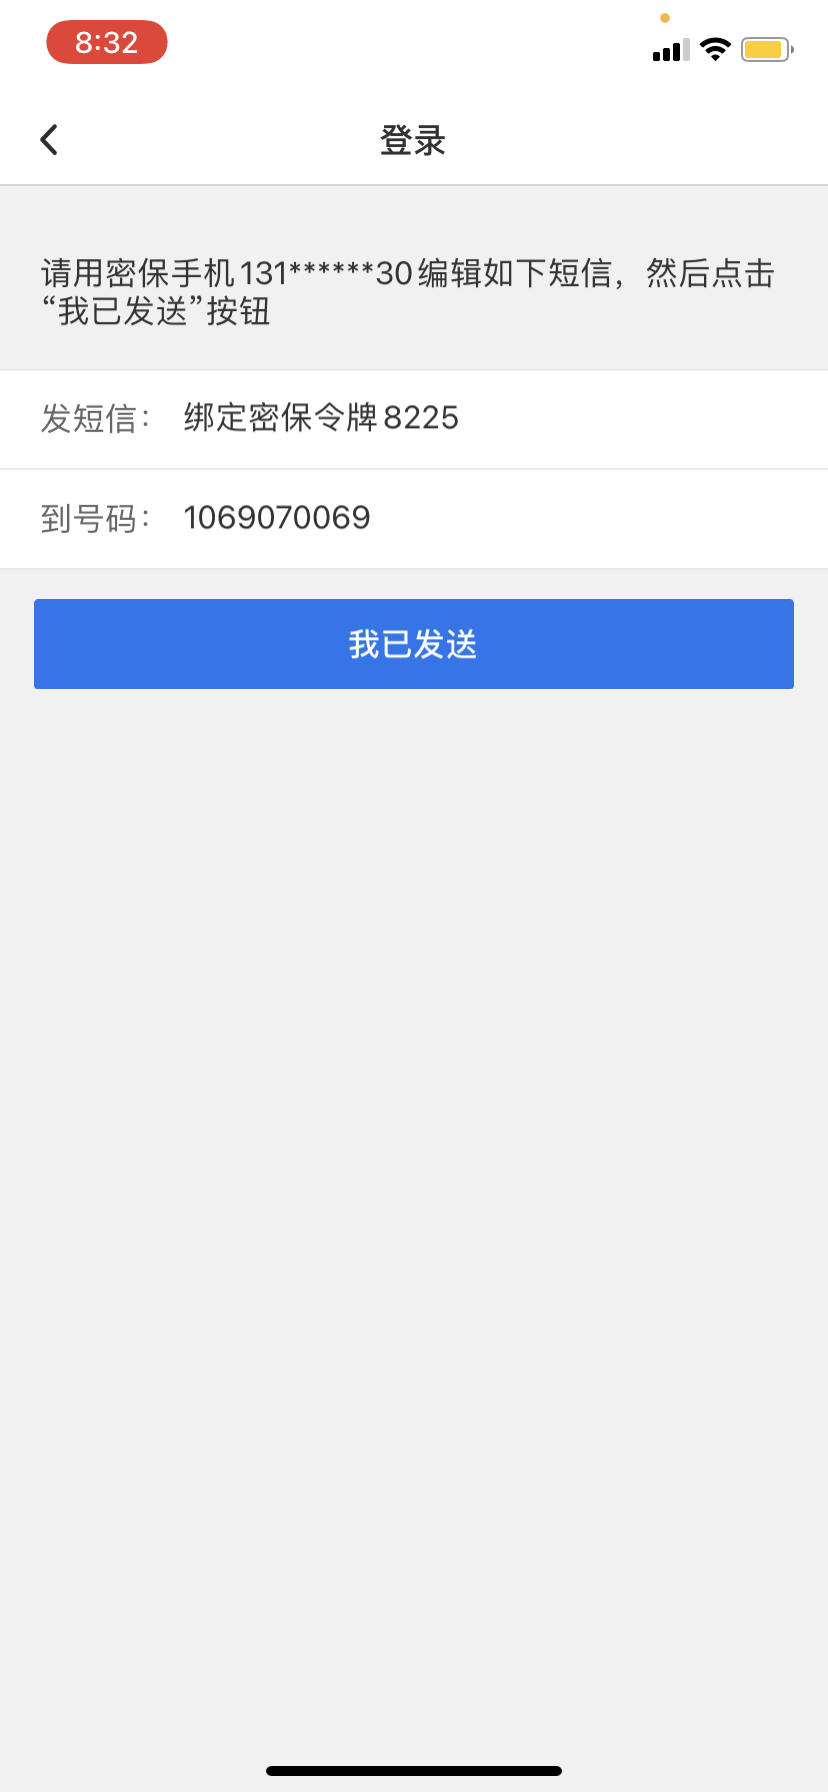 8:32
登录
请用密保手机131******30编辑如下短信，然后点击
“我已发送”按钮
发短信： 绑定密保令牌8225
到号码： 1069070069
我已发送